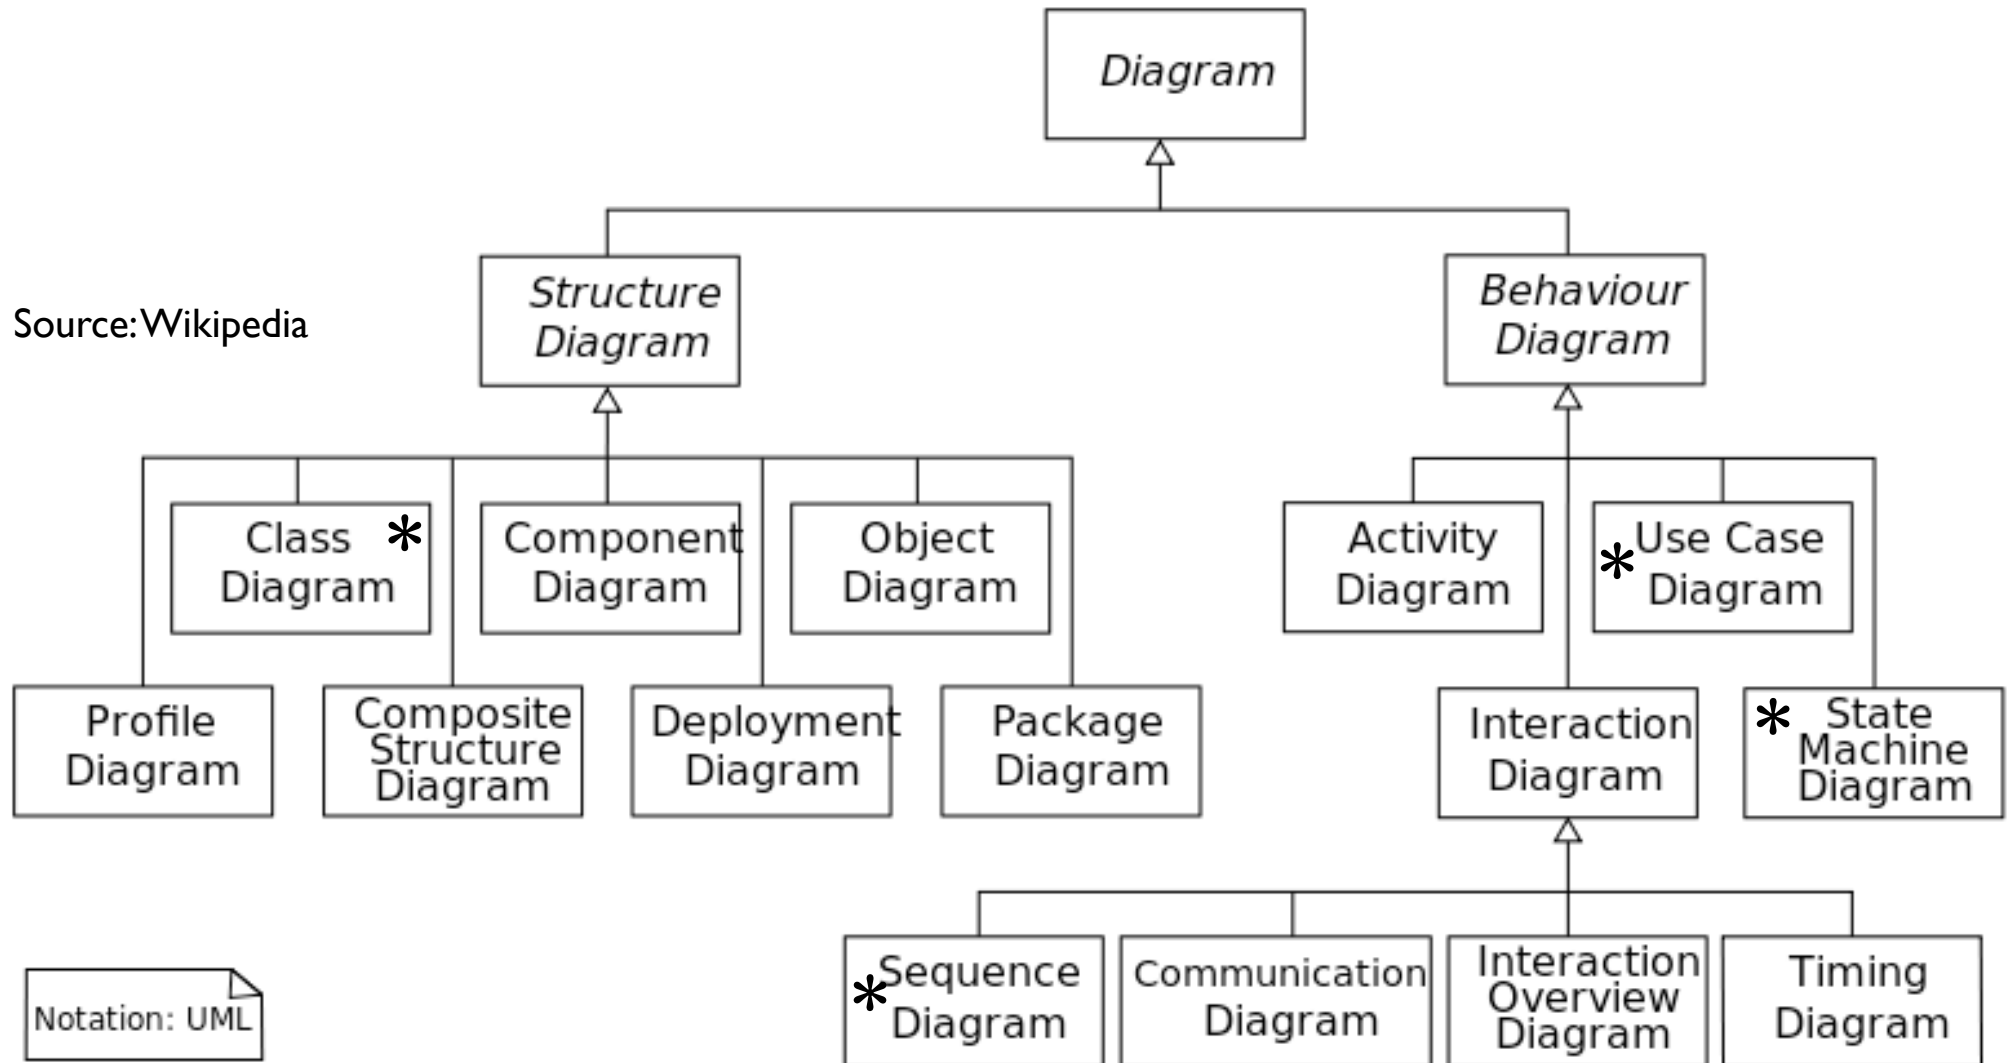 Diagram
Structure
Diagram
Behaviour
Diagram
Source: Wikipedia
Class *
Diagram
Component
Diagram
Object
Diagram
Activity
Diagram
* Use Case
Diagram
Profile
Diagram
Composite
Structure
Diagram
Deployment
Diagram
Package
Diagram
Interaction
Diagram
* State
Machine
Diagram
* Sequence
Diagram
Communication
Diagram
Interaction
Overview
Diagram
Timing
Diagram
Notation: UML